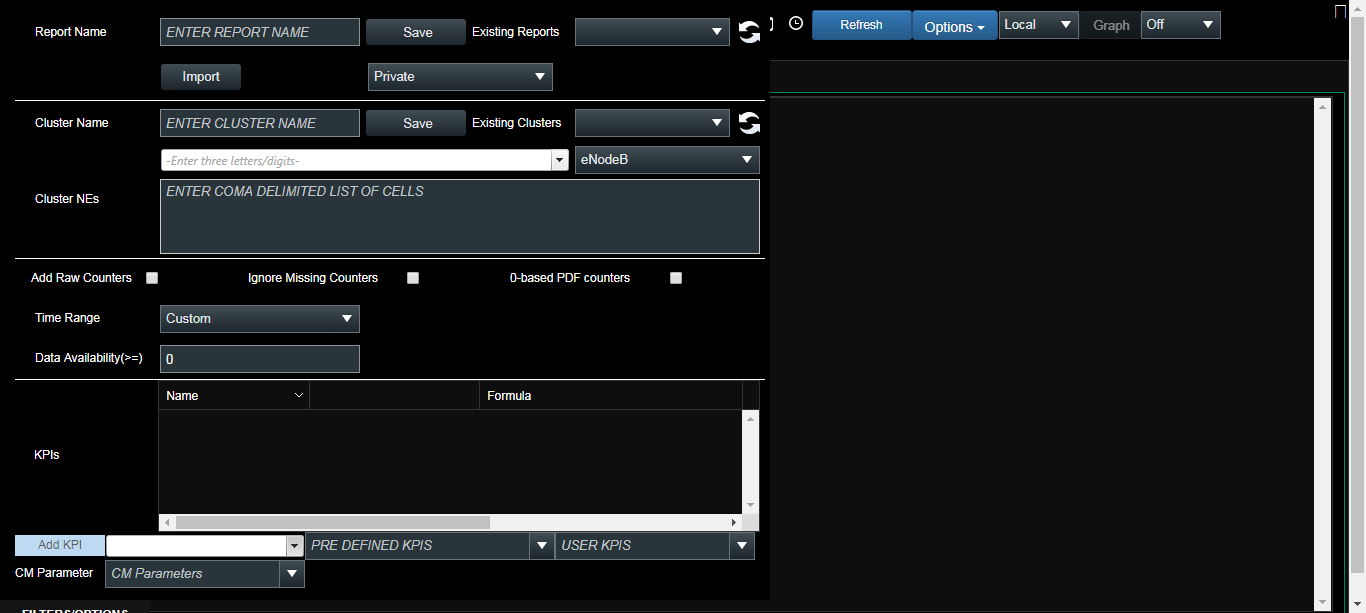 Report Name ENTER REPORT NAME Save Existing Reports Refresh Options Local Graph Off
Import Private
Cluster Name ENTER CLUSTER NAME Save Existing Clusters
-Enter three letters/digits- eNodeB
Cluster NEs ENTER COMA DELIMITED LIST OF CELLS
Add Raw Counters Ignore Missing Counters 0-based PDF counters
Time Range Custom
Data Availability(>=) 0
Name Formula
KPIs
Add KPI PRE DEFINED KPIS USER KPIS
CM Parameter CM Parameters
FILTERS/OPTIONS